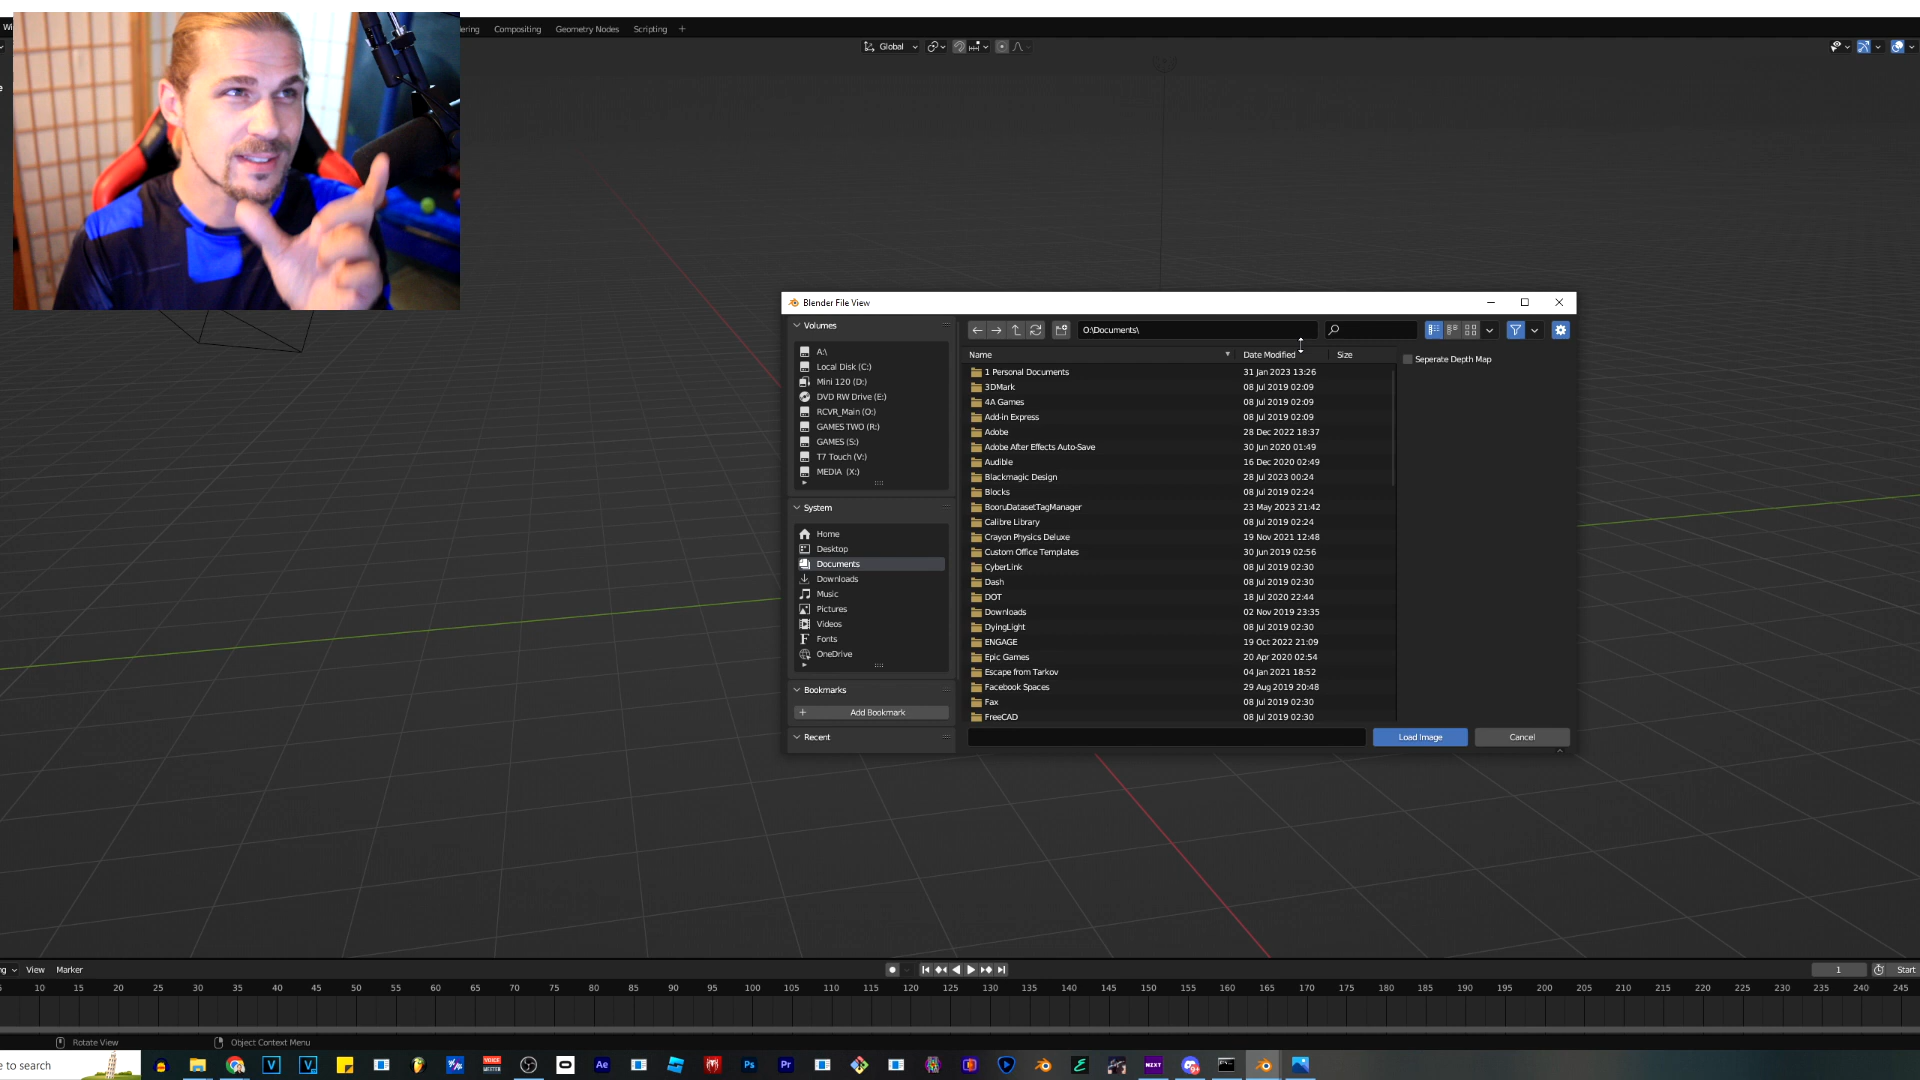 Wi
ering Compositing Geometry Nodes Scripting +
Global
e
Blender File View
Volumes
A:\
Local Disk (C:)
Mini 120 (D:)
DVD RW Drive (E:)
RCVR_Main (O:)
GAMES TWO (R:)
GAMES (S:)
T7 Touch (V:)
MEDIA (X:)
System
Home
Desktop
Documents
Downloads
Music
Pictures
Videos
Fonts
OneDrive
Bookmarks
Add Bookmark
Recent
O:\Documents\
Name Date Modified Size
1 Personal Documents 31 Jan 2023 13:26
3DMark 08 Jul 2019 02:09
4A Games 08 Jul 2019 02:09
Add-in Express 08 Jul 2019 02:09
Adobe 28 Dec 2022 18:37
Adobe After Effects Auto-Save 30 Jun 2020 01:49
Audible 16 Dec 2020 02:49
Blackmagic Design 28 Jul 2023 00:24
Blocks 08 Jul 2019 02:24
BooruDatasetTagManager 23 May 2023 21:42
Calibre Library 08 Jul 2019 02:24
Crayon Physics Deluxe 19 Nov 2021 12:48
Custom Office Templates 30 Jun 2019 02:56
CyberLink 08 Jul 2019 02:30
Dash 08 Jul 2019 02:30
DOT 18 Jul 2020 22:44
Downloads 02 Nov 2019 23:35
DyingLight 08 Jul 2019 02:30
ENGAGE 19 Oct 2022 21:09
Epic Games 20 Apr 2020 02:54
Escape from Tarkov 04 Jan 2021 18:52
Facebook Spaces 29 Aug 2019 20:48
Fax 08 Jul 2019 02:30
FreeCAD 08 Jul 2019 02:30
Seperate Depth Map
Load Image Cancel
ng View Marker
1 Start
10 15 20 25 30 35 40 45 50 55 60 65 70 75 80 85 90 95 100 105 110 115 120 125 130 135 140 145 150 155 160 165 170 175 180 185 190 195 200 205 210 215 220 225 230 235 240 245
Rotate View Object Context Menu
e to search
V V Ae Ps Pr NEXT